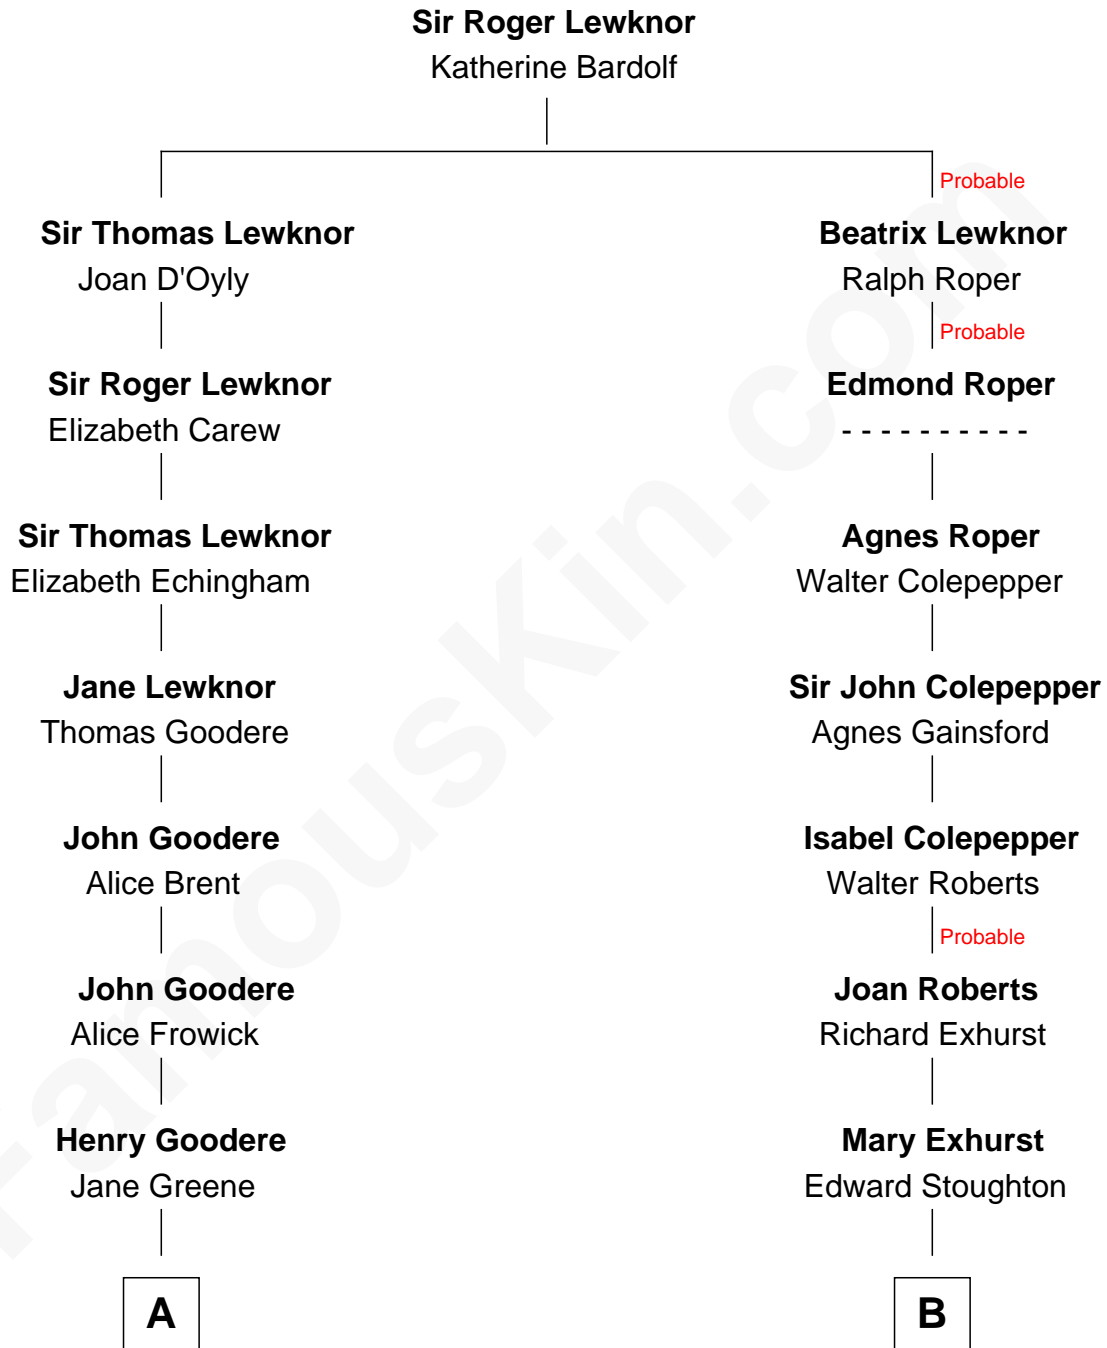 Sir Roger Lewknor
Katherine Bardolf
Probable
Sir Thomas Lewknor
Joan D'Oyly
Beatrix Lewknor
Ralph Roper
Probable
Sir Roger Lewknor
Elizabeth Carew
Edmond Roper
- - - - - - - - - -
Sir Thomas Lewknor
Elizabeth Echingham
Agnes Roper
Walter Colepepper
Jane Lewknor
Thomas Goodere
Sir John Colepepper
Agnes Gainsford
John Goodere
Alice Brent
Isabel Colepepper
Walter Roberts
Probable
John Goodere
Alice Frowick
Joan Roberts
Richard Exhurst
Henry Goodere
Jane Greene
Mary Exhurst
Edward Stoughton
A
B
FamousKin.com